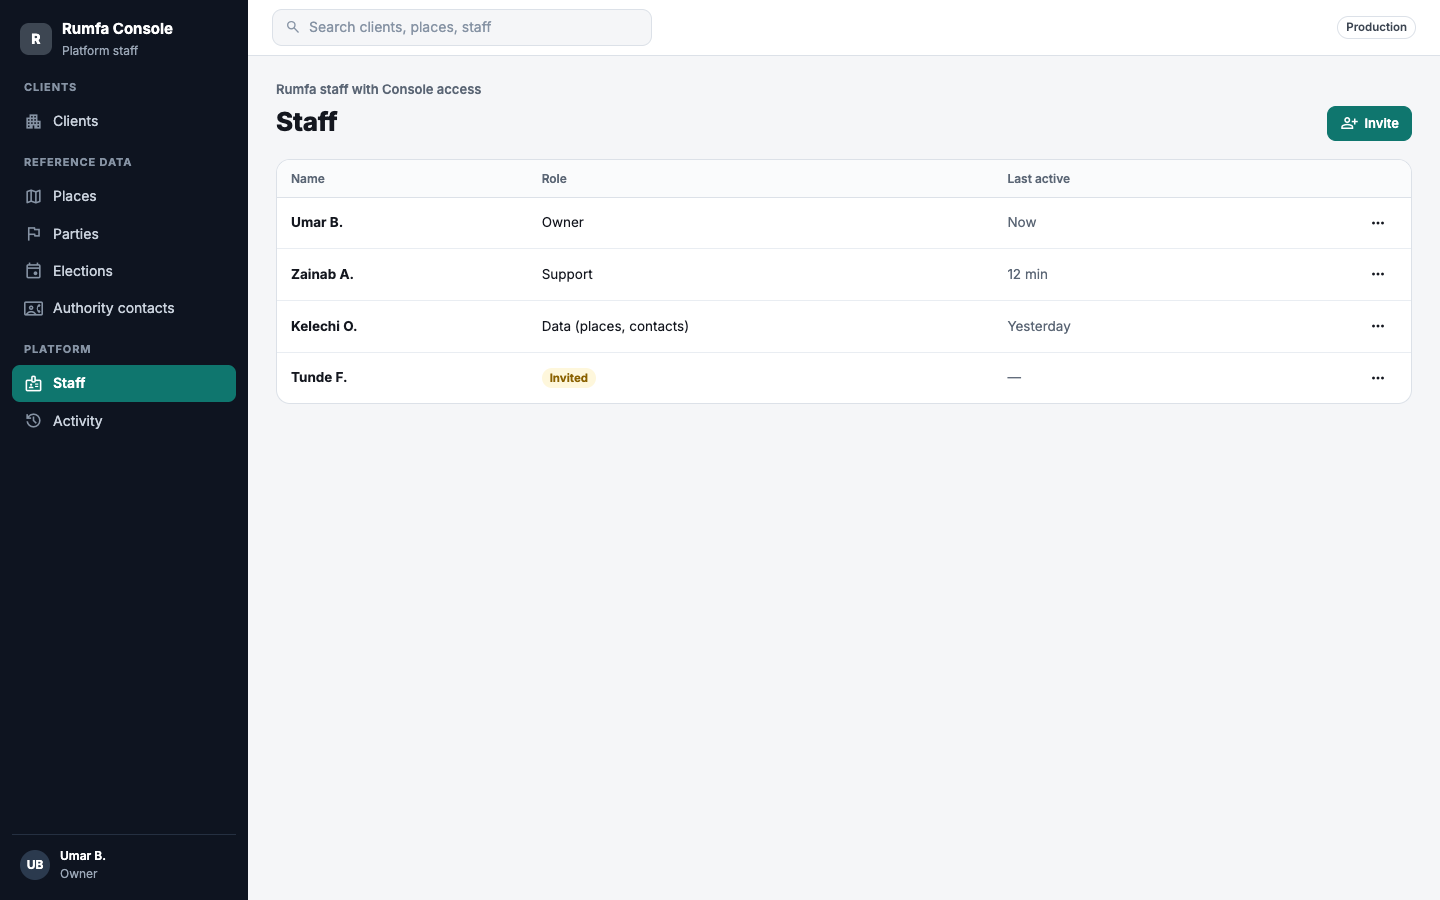 R
Rumfa Console
Platform staff
CLIENTS
Clients
REFERENCE DATA
Places
Parties
Elections
Authority contacts
PLATFORM
Staff
Activity
UB
Umar B.
Owner
Search clients, places, staff
Production
Rumfa staff with Console access
Staff
Invite
Name Role Last active
Umar B. Owner Now
Zainab A. Support 12 min
Kelechi O. Data (places, contacts) Yesterday
Tunde F. Invited —